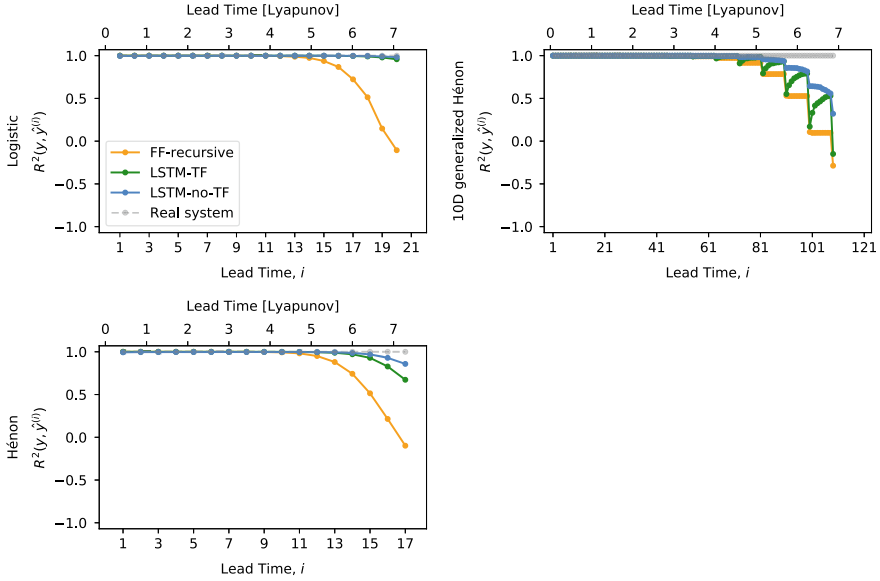 Lead Time [Lyapunov]
0 1 2 3 4 5 6 7
1.0
0.5
0.0
−0.5
−1.0
Logistic
R²(y, ŷ⁽ⁱ⁾)
FF-recursive
LSTM-TF
LSTM-no-TF
Real system
1 3 5 7 9 11 13 15 17 19 21
Lead Time, i
Lead Time [Lyapunov]
0 1 2 3 4 5 6 7
1.0
0.5
0.0
−0.5
−1.0
10D generalized Hénon
R²(y, ŷ⁽ⁱ⁾)
1 21 41 61 81 101 121
Lead Time, i
Lead Time [Lyapunov]
0 1 2 3 4 5 6 7
1.0
0.5
0.0
−0.5
−1.0
Hénon
R²(y, ŷ⁽ⁱ⁾)
1 3 5 7 9 11 13 15 17
Lead Time, i